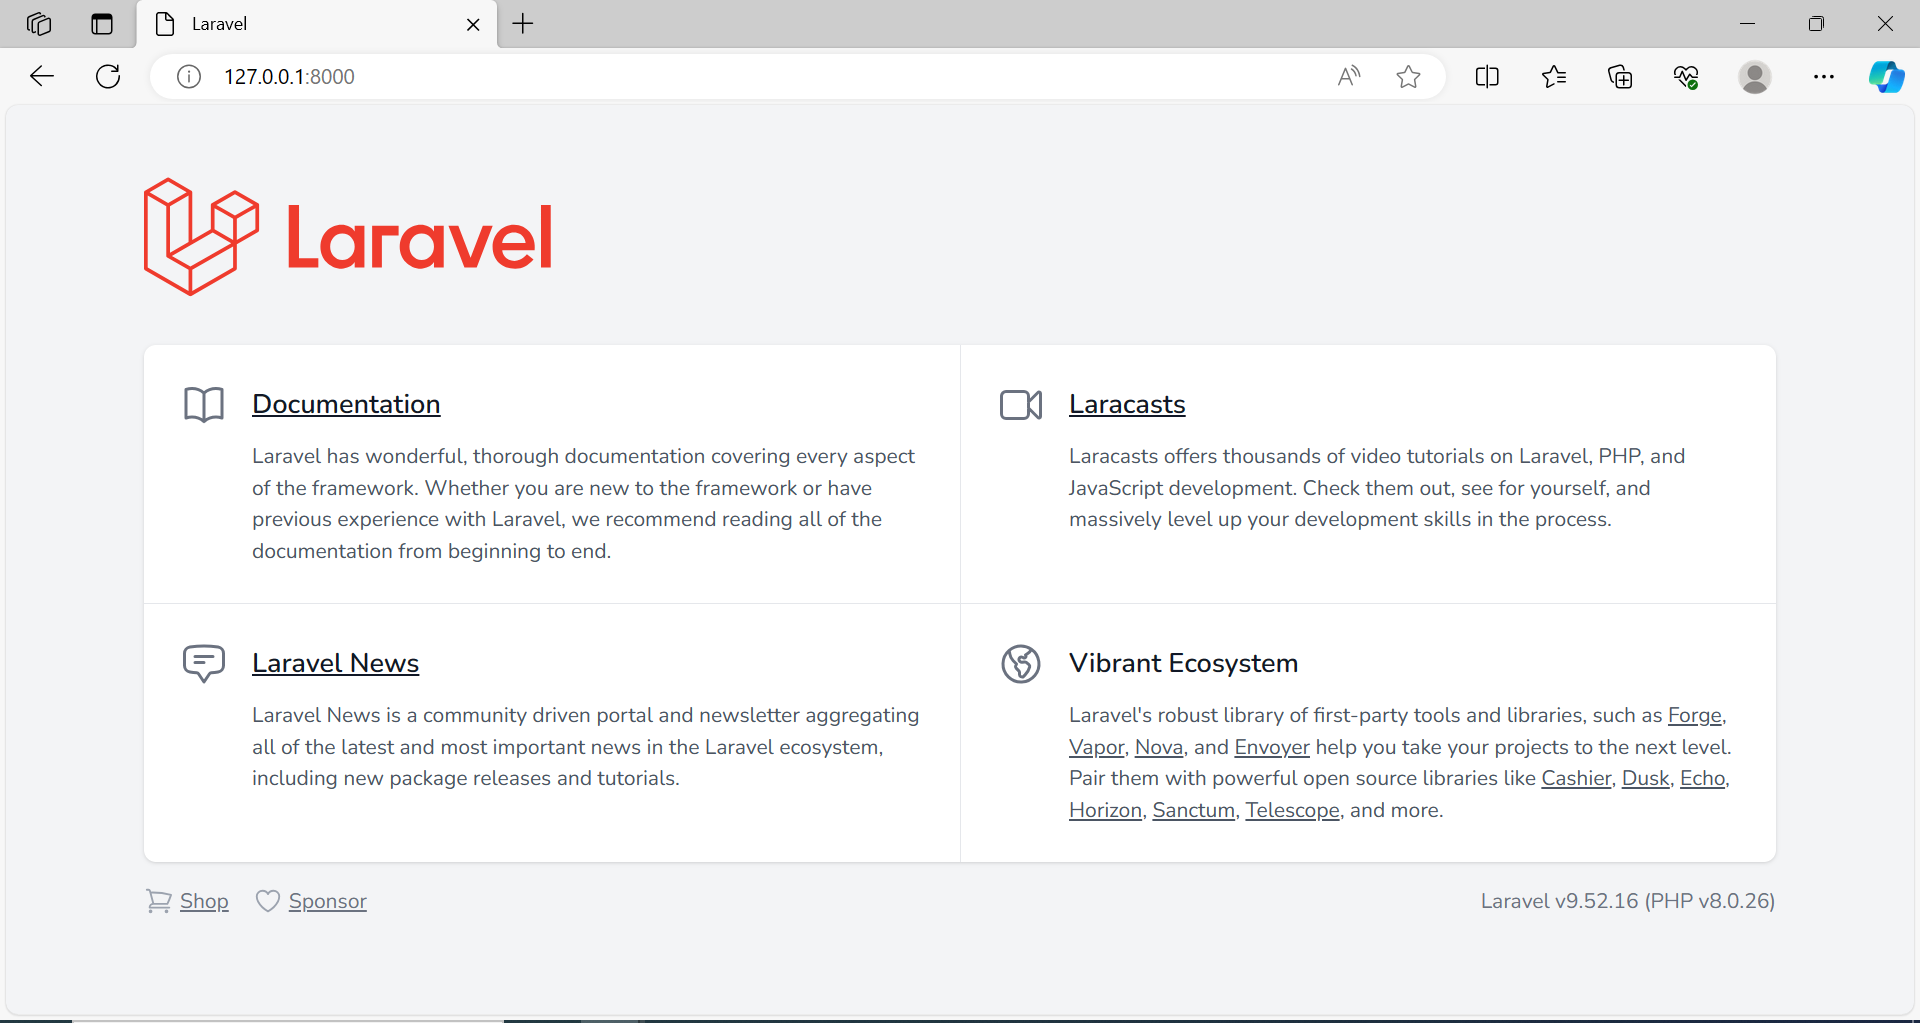 Laravel
127.0.0.1:8000
Laravel
Documentation
Laravel has wonderful, thorough documentation covering every aspect
of the framework. Whether you are new to the framework or have
previous experience with Laravel, we recommend reading all of the
documentation from beginning to end.
Laracasts
Laracasts offers thousands of video tutorials on Laravel, PHP, and
JavaScript development. Check them out, see for yourself, and
massively level up your development skills in the process.
Laravel News
Laravel News is a community driven portal and newsletter aggregating
all of the latest and most important news in the Laravel ecosystem,
including new package releases and tutorials.
Vibrant Ecosystem
Laravel's robust library of first-party tools and libraries, such as Forge,
Vapor, Nova, and Envoyer help you take your projects to the next level.
Pair them with powerful open source libraries like Cashier, Dusk, Echo,
Horizon, Sanctum, Telescope, and more.
Shop
Sponsor
Laravel v9.52.16 (PHP v8.0.26)